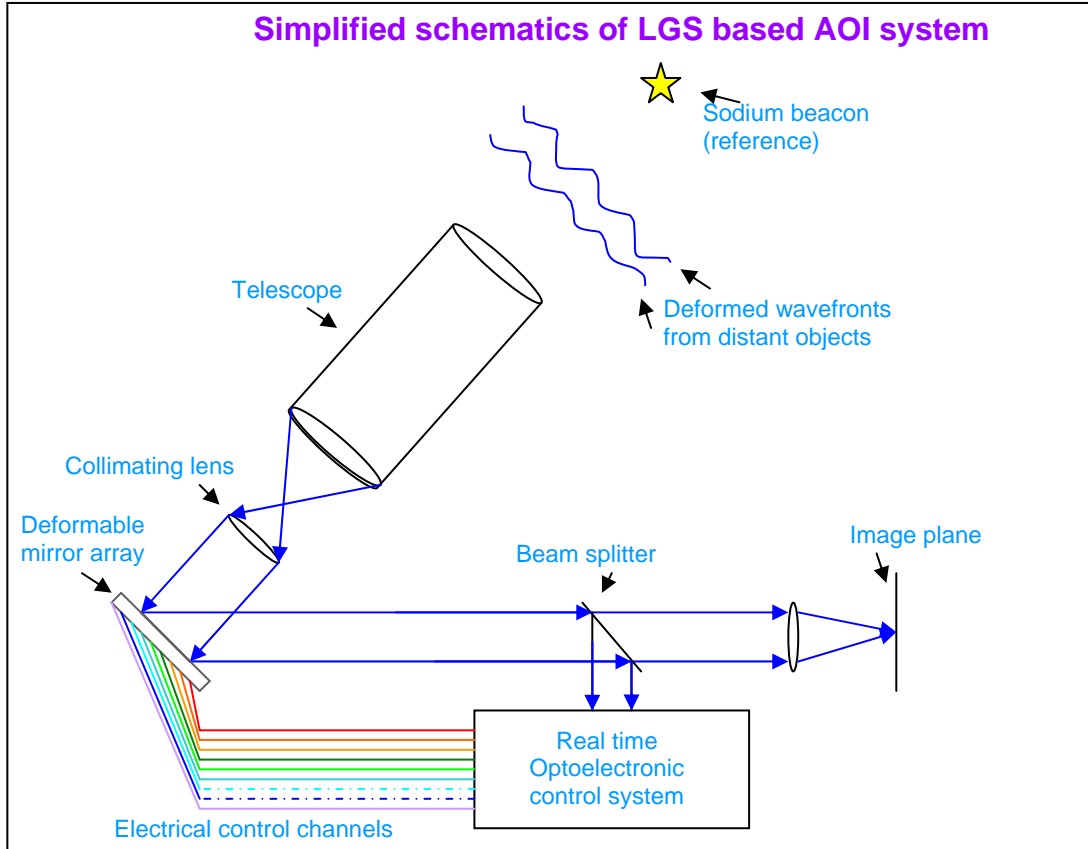 Simplified schematics of LGS based AOI system
Sodium beacon
(reference)
Telescope
Deformed wavefronts
from distant objects
Collimating lens
Deformable
mirror array
Beam splitter
Image plane
Real time
Optoelectronic
control system
Electrical control channels